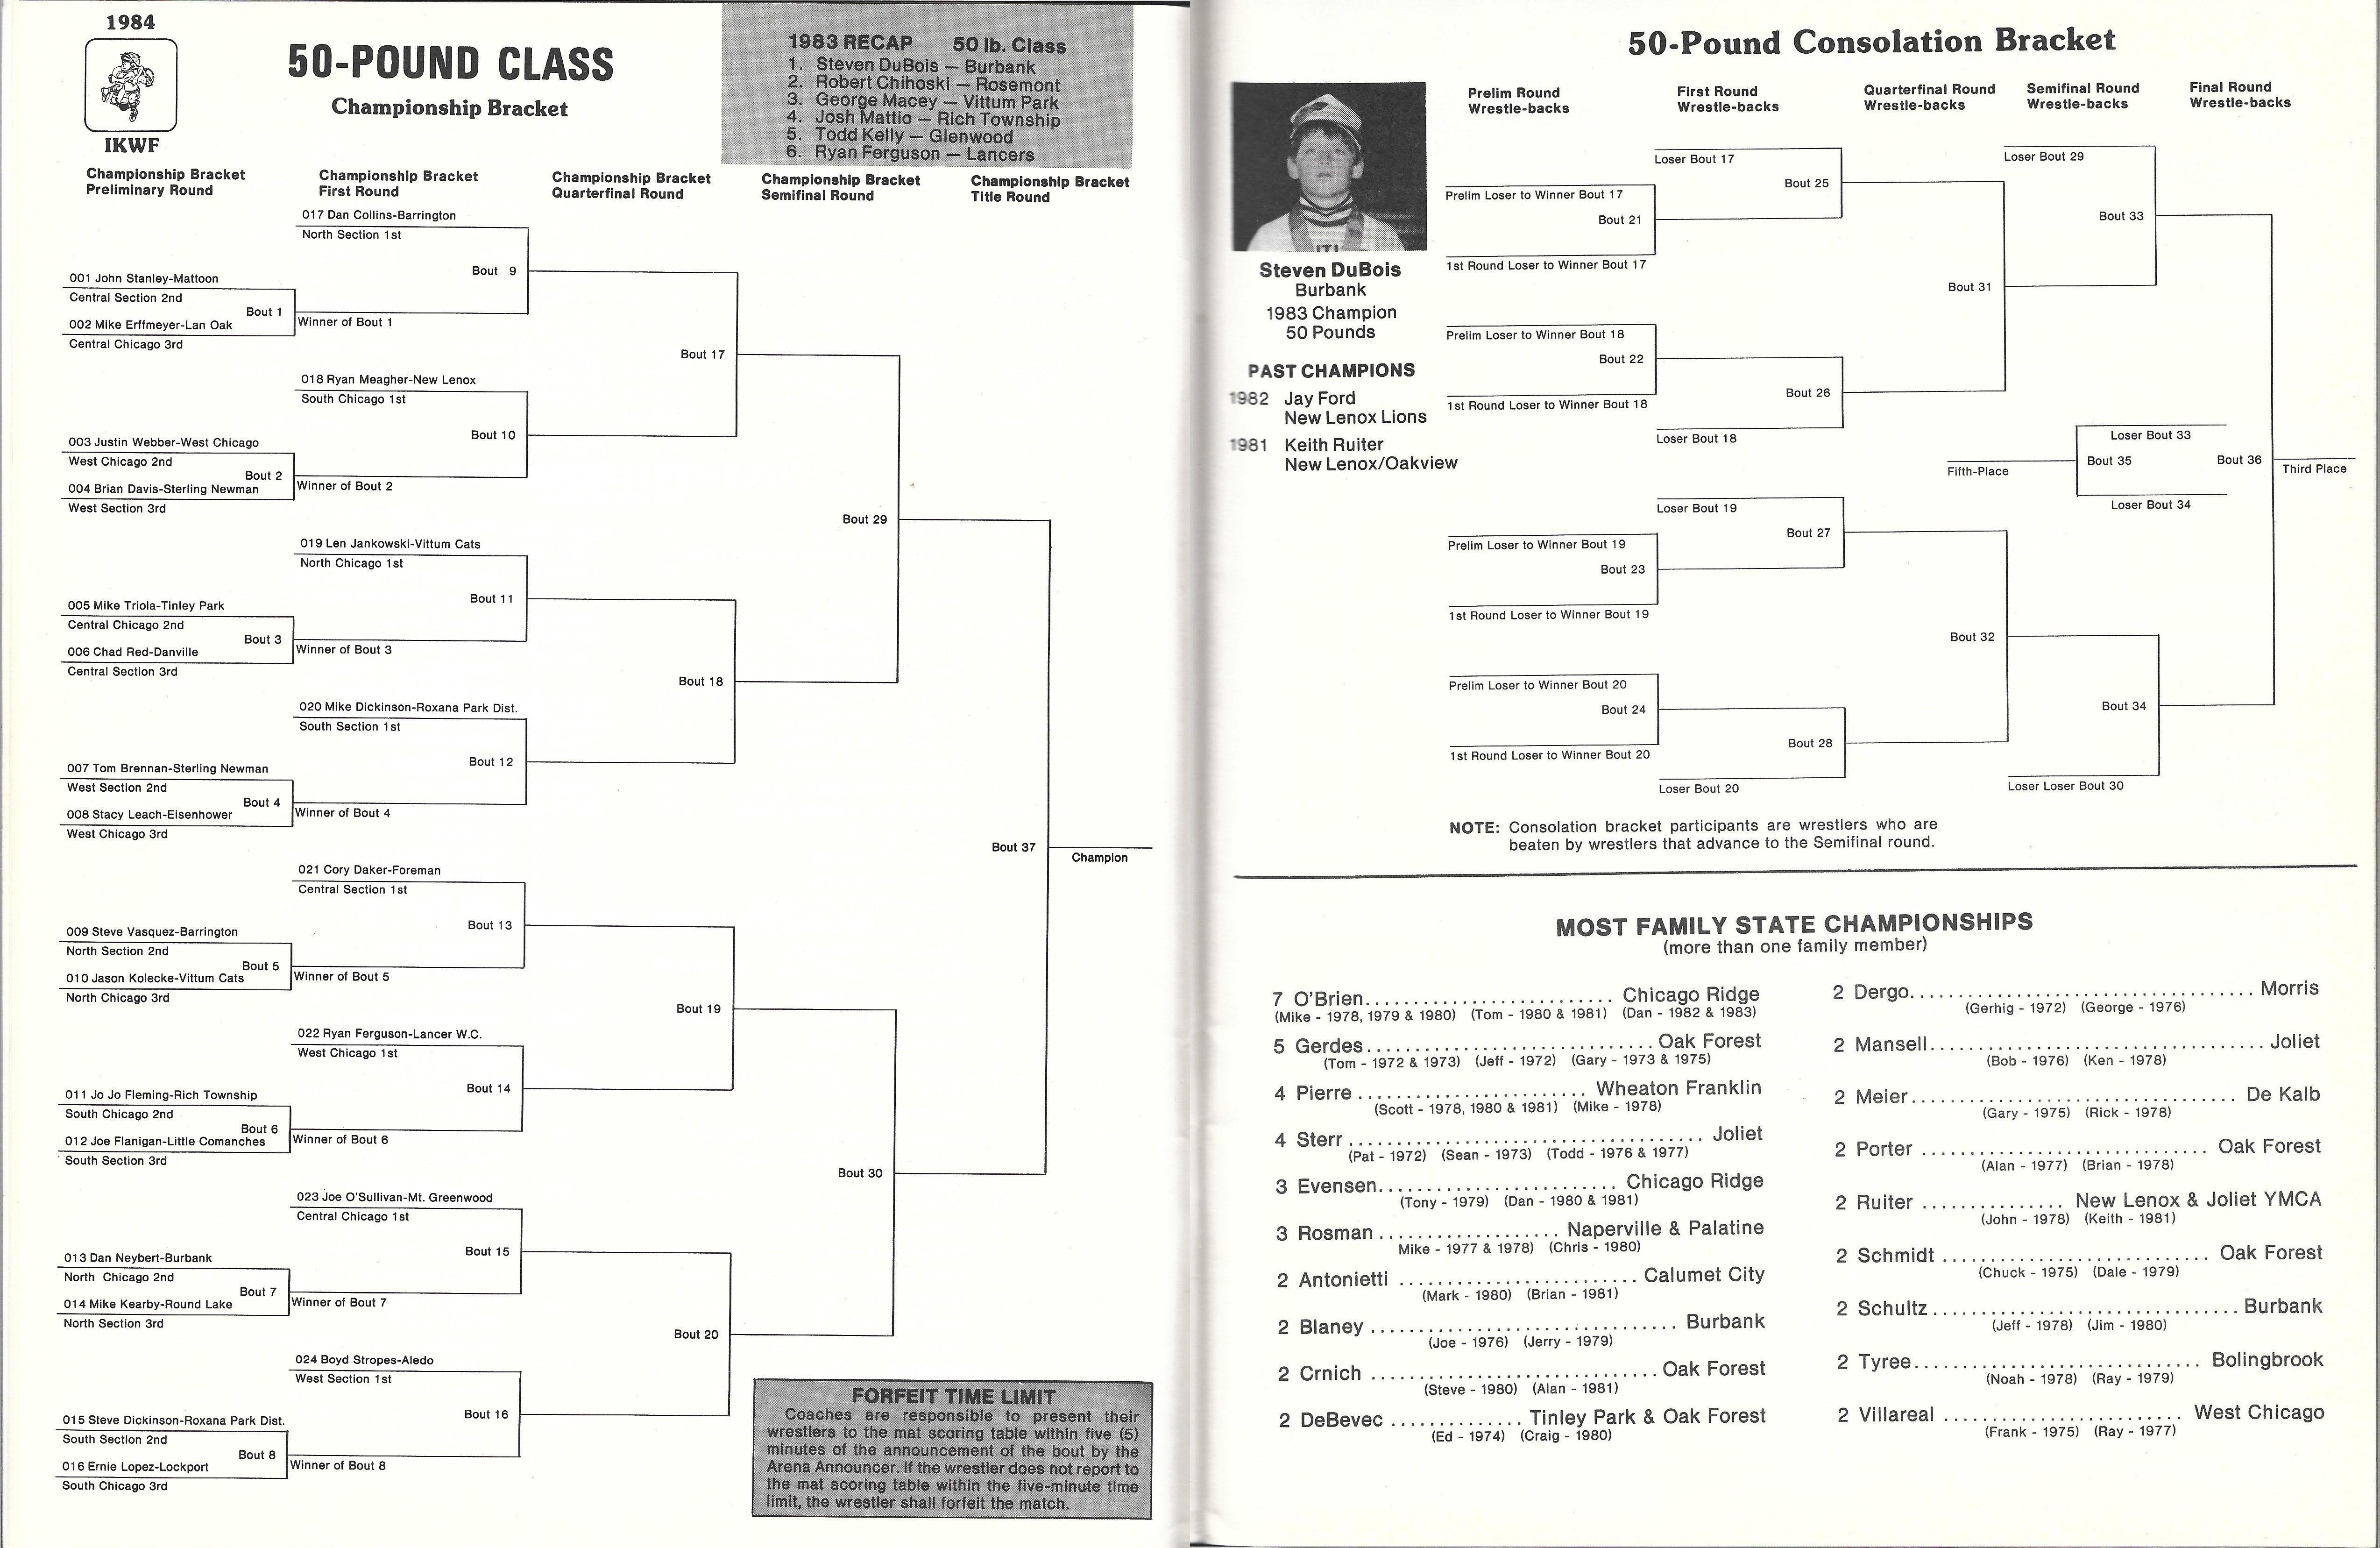 1984
IKWF
50-POUND CLASS
Championship Bracket
1983 RECAP 50 lb. Class
1. Steven DuBois — Burbank
2. Robert Chihoski — Rosemont
3. George Macey — Vittum Park
4. Josh Mattio — Rich Township
5. Todd Kelly — Glenwood
6. Ryan Ferguson — Lancers
Championship Bracket
Preliminary Round
Championship Bracket
First Round
Championship Bracket
Quarterfinal Round
Championship Bracket
Semifinal Round
Championship Bracket
Title Round
017 Dan Collins-Barrington
North Section 1st
Bout 9
001 John Stanley-Mattoon
Central Section 2nd
Bout 1
002 Mike Erffmeyer-Lan Oak
Central Chicago 3rd
Winner of Bout 1
Bout 17
018 Ryan Meagher-New Lenox
South Chicago 1st
Bout 10
003 Justin Webber-West Chicago
West Chicago 2nd
Bout 2
004 Brian Davis-Sterling Newman
West Section 3rd
Winner of Bout 2
Bout 29
019 Len Jankowski-Vittum Cats
North Chicago 1st
Bout 11
005 Mike Triola-Tinley Park
Central Chicago 2nd
Bout 3
006 Chad Red-Danville
Central Section 3rd
Winner of Bout 3
Bout 18
020 Mike Dickinson-Roxana Park Dist.
South Section 1st
Bout 12
007 Tom Brennan-Sterling Newman
West Section 2nd
Bout 4
008 Stacy Leach-Eisenhower
West Chicago 3rd
Winner of Bout 4
Bout 37
Champion
021 Cory Daker-Foreman
Central Section 1st
Bout 13
009 Steve Vasquez-Barrington
North Section 2nd
Bout 5
010 Jason Kolecke-Vittum Cats
North Chicago 3rd
Winner of Bout 5
Bout 19
022 Ryan Ferguson-Lancer W.C.
West Chicago 1st
Bout 14
011 Jo Jo Fleming-Rich Township
South Chicago 2nd
Bout 6
012 Joe Flanigan-Little Comanches
South Section 3rd
Winner of Bout 6
Bout 30
023 Joe O'Sullivan-Mt. Greenwood
Central Chicago 1st
Bout 15
013 Dan Neybert-Burbank
North Chicago 2nd
Bout 7
014 Mike Kearby-Round Lake
North Section 3rd
Winner of Bout 7
Bout 20
024 Boyd Stropes-Aledo
West Section 1st
Bout 16
015 Steve Dickinson-Roxana Park Dist.
South Section 2nd
Bout 8
016 Ernie Lopez-Lockport
South Chicago 3rd
Winner of Bout 8
FORFEIT TIME LIMIT
Coaches are responsible to present their
wrestlers to the mat scoring table within five (5)
minutes of the announcement of the bout by the
Arena Announcer. If the wrestler does not report to
the mat scoring table within the five-minute time
limit, the wrestler shall forfeit the match.
50-Pound Consolation Bracket
Prelim Round
Wrestle-backs
First Round
Wrestle-backs
Quarterfinal Round
Wrestle-backs
Semifinal Round
Wrestle-backs
Final Round
Wrestle-backs
Steven DuBois
Burbank
1983 Champion
50 Pounds
PAST CHAMPIONS
1982 Jay Ford
New Lenox Lions
1981 Keith Ruiter
New Lenox/Oakview
Loser Bout 17
Bout 25
Prelim Loser to Winner Bout 17
Bout 21
1st Round Loser to Winner Bout 17
Loser Bout 29
Bout 33
Bout 31
Prelim Loser to Winner Bout 18
Bout 22
1st Round Loser to Winner Bout 18
Bout 26
Loser Bout 18
Loser Bout 33
Bout 35
Fifth-Place
Loser Bout 34
Bout 36
Third Place
Loser Bout 19
Bout 27
Prelim Loser to Winner Bout 19
Bout 23
1st Round Loser to Winner Bout 19
Bout 32
Prelim Loser to Winner Bout 20
Bout 24
1st Round Loser to Winner Bout 20
Bout 28
Loser Bout 20
Bout 34
Loser Loser Bout 30
NOTE: Consolation bracket participants are wrestlers who are
beaten by wrestlers that advance to the Semifinal round.
MOST FAMILY STATE CHAMPIONSHIPS
(more than one family member)
7 O'Brien.......................... Chicago Ridge
(Mike - 1978, 1979 & 1980) (Tom - 1980 & 1981) (Dan - 1982 & 1983)
5 Gerdes.............................. Oak Forest
(Tom - 1972 & 1973) (Jeff - 1972) (Gary - 1973 & 1975)
4 Pierre........................ Wheaton Franklin
(Scott - 1978, 1980 & 1981) (Mike - 1978)
4 Sterr..................................... Joliet
(Pat - 1972) (Sean - 1973) (Todd - 1976 & 1977)
3 Evensen......................... Chicago Ridge
(Tony - 1979) (Dan - 1980 & 1981)
3 Rosman................... Naperville & Palatine
Mike - 1977 & 1978) (Chris - 1980)
2 Antonietti......................... Calumet City
(Mark - 1980) (Brian - 1981)
2 Blaney................................ Burbank
(Joe - 1976) (Jerry - 1979)
2 Crnich.............................. Oak Forest
(Steve - 1980) (Alan - 1981)
2 DeBevec.............. Tinley Park & Oak Forest
(Ed - 1974) (Craig - 1980)
2 Dergo.................................... Morris
(Gerhig - 1972) (George - 1976)
2 Mansell................................... Joliet
(Bob - 1976) (Ken - 1978)
2 Meier.................................. De Kalb
(Gary - 1975) (Rick - 1978)
2 Porter.............................. Oak Forest
(Alan - 1977) (Brian - 1978)
2 Ruiter............... New Lenox & Joliet YMCA
(John - 1978) (Keith - 1981)
2 Schmidt............................ Oak Forest
(Chuck - 1975) (Dale - 1979)
2 Schultz................................ Burbank
(Jeff - 1978) (Jim - 1980)
2 Tyree.............................. Bolingbrook
(Noah - 1978) (Ray - 1979)
2 Villareal......................... West Chicago
(Frank - 1975) (Ray - 1977)